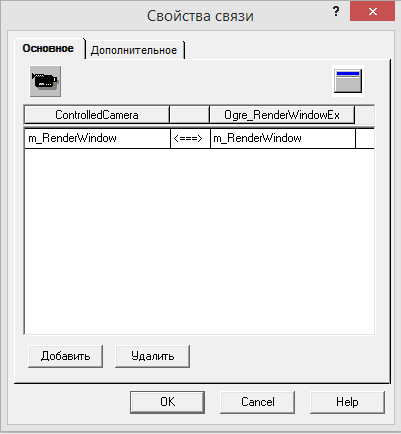 Свойства связи ? ×
Основное Дополнительное
ControlledCamera Ogre_RenderWindowEx
m_RenderWindow <===> m_RenderWindow
Добавить Удалить
OK Cancel Help